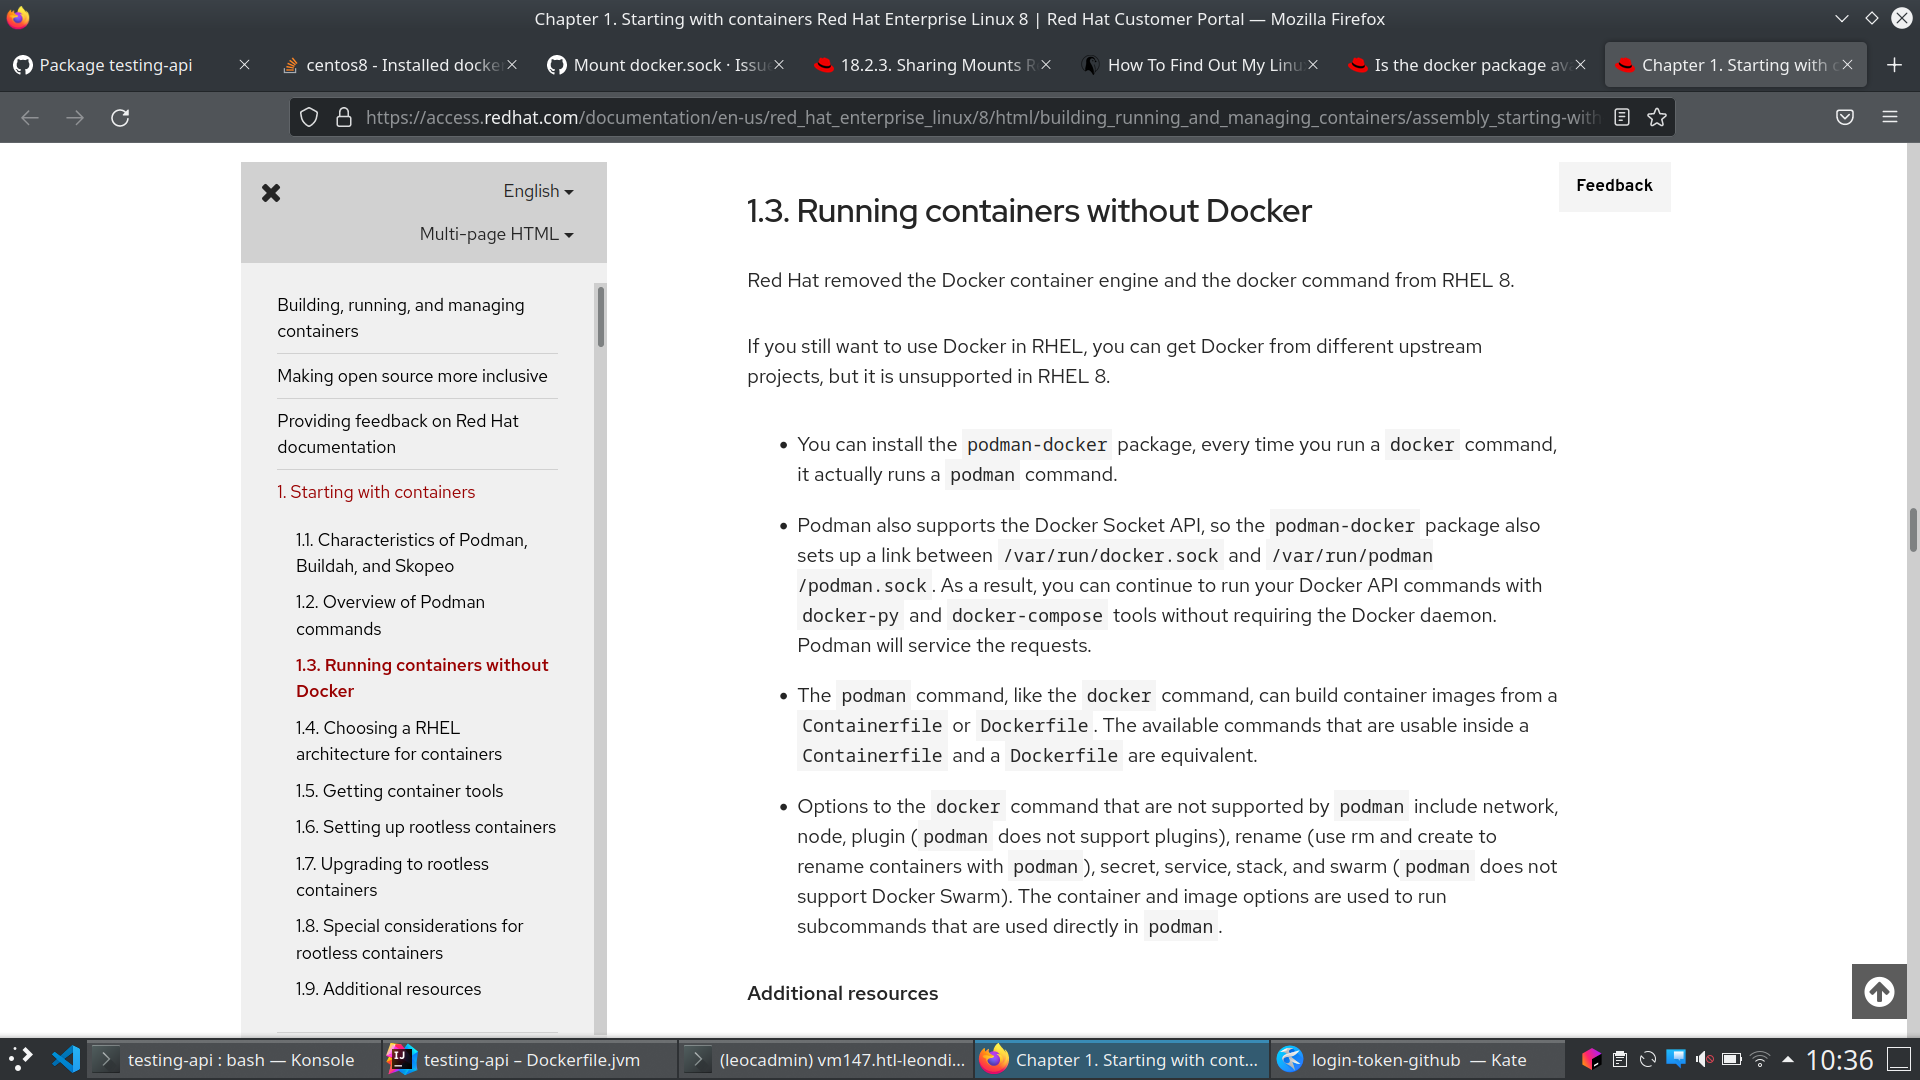 Chapter 1. Starting with containers Red Hat Enterprise Linux 8 | Red Hat Customer Portal — Mozilla Firefox
Package testing-api
centos8 - Installed docke
Mount docker.sock · Issu
18.2.3. Sharing Mounts R
How To Find Out My Linu
Is the docker package av
Chapter 1. Starting with c
https://access.redhat.com/documentation/en-us/red_hat_enterprise_linux/8/html/building_running_and_managing_containers/assembly_starting-with
English
Multi-page HTML
Building, running, and managing
containers
Making open source more inclusive
Providing feedback on Red Hat
documentation
1. Starting with containers
1.1. Characteristics of Podman,
Buildah, and Skopeo
1.2. Overview of Podman
commands
1.3. Running containers without
Docker
1.4. Choosing a RHEL
architecture for containers
1.5. Getting container tools
1.6. Setting up rootless containers
1.7. Upgrading to rootless
containers
1.8. Special considerations for
rootless containers
1.9. Additional resources
Feedback
1.3. Running containers without Docker
Red Hat removed the Docker container engine and the docker command from RHEL 8.
If you still want to use Docker in RHEL, you can get Docker from different upstream
projects, but it is unsupported in RHEL 8.
• You can install the podman-docker package, every time you run a docker command,
it actually runs a podman command.
• Podman also supports the Docker Socket API, so the podman-docker package also
sets up a link between /var/run/docker.sock and /var/run/podman
/podman.sock. As a result, you can continue to run your Docker API commands with
docker-py and docker-compose tools without requiring the Docker daemon.
Podman will service the requests.
• The podman command, like the docker command, can build container images from a
Containerfile or Dockerfile. The available commands that are usable inside a
Containerfile and a Dockerfile are equivalent.
• Options to the docker command that are not supported by podman include network,
node, plugin (podman does not support plugins), rename (use rm and create to
rename containers with podman), secret, service, stack, and swarm (podman does not
support Docker Swarm). The container and image options are used to run
subcommands that are used directly in podman.
Additional resources
testing-api : bash — Konsole
testing-api – Dockerfile.jvm
(leocadmin) vm147.htl-leondi...
Chapter 1. Starting with cont...
login-token-github — Kate
10:36